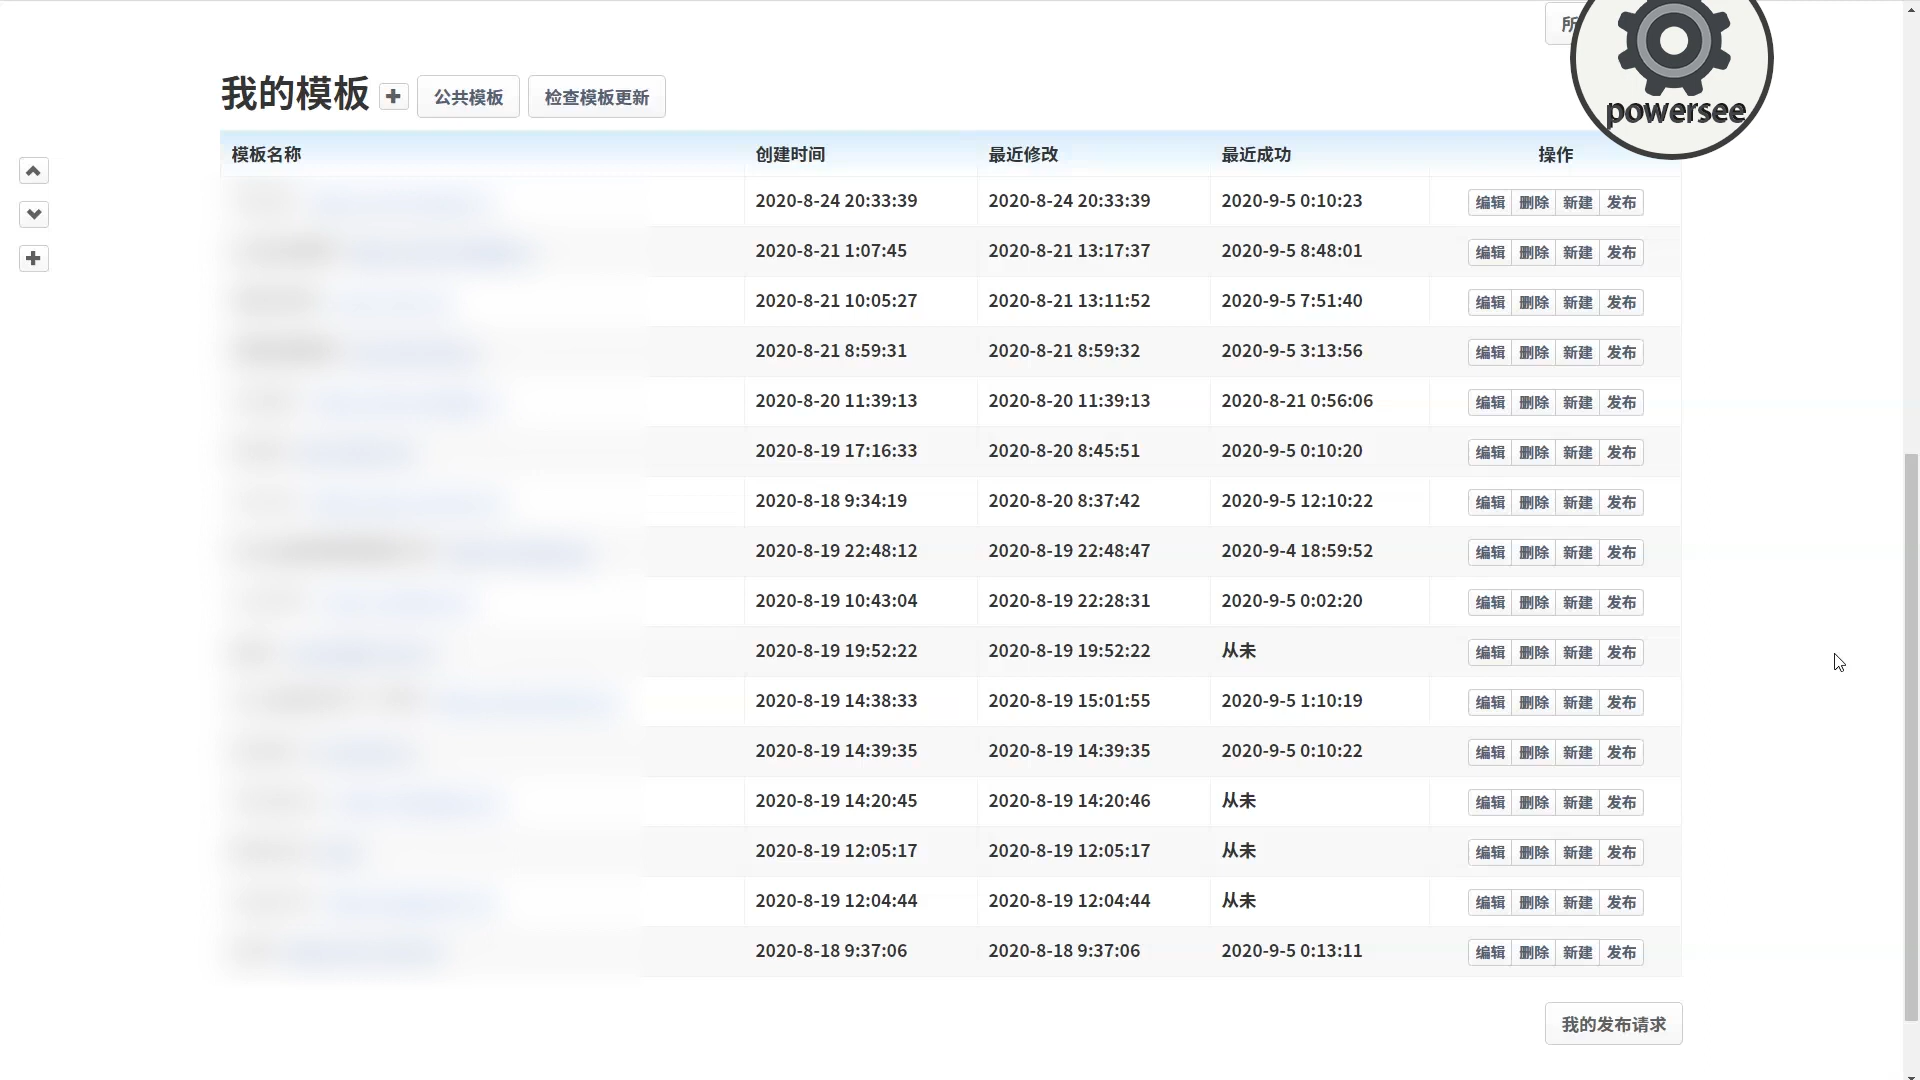 所
powersee
我的模板 公共模板 检查模板更新
模板名称 创建时间 最近修改 最近成功 操作
2020-8-24 20:33:39 2020-8-24 20:33:39 2020-9-5 0:10:23 编辑 删除 新建 发布
2020-8-21 1:07:45 2020-8-21 13:17:37 2020-9-5 8:48:01 编辑 删除 新建 发布
2020-8-21 10:05:27 2020-8-21 13:11:52 2020-9-5 7:51:40 编辑 删除 新建 发布
2020-8-21 8:59:31 2020-8-21 8:59:32 2020-9-5 3:13:56 编辑 删除 新建 发布
2020-8-20 11:39:13 2020-8-20 11:39:13 2020-8-21 0:56:06 编辑 删除 新建 发布
2020-8-19 17:16:33 2020-8-20 8:45:51 2020-9-5 0:10:20 编辑 删除 新建 发布
2020-8-18 9:34:19 2020-8-20 8:37:42 2020-9-5 12:10:22 编辑 删除 新建 发布
2020-8-19 22:48:12 2020-8-19 22:48:47 2020-9-4 18:59:52 编辑 删除 新建 发布
2020-8-19 10:43:04 2020-8-19 22:28:31 2020-9-5 0:02:20 编辑 删除 新建 发布
2020-8-19 19:52:22 2020-8-19 19:52:22 从未 编辑 删除 新建 发布
2020-8-19 14:38:33 2020-8-19 15:01:55 2020-9-5 1:10:19 编辑 删除 新建 发布
2020-8-19 14:39:35 2020-8-19 14:39:35 2020-9-5 0:10:22 编辑 删除 新建 发布
2020-8-19 14:20:45 2020-8-19 14:20:46 从未 编辑 删除 新建 发布
2020-8-19 12:05:17 2020-8-19 12:05:17 从未 编辑 删除 新建 发布
2020-8-19 12:04:44 2020-8-19 12:04:44 从未 编辑 删除 新建 发布
2020-8-18 9:37:06 2020-8-18 9:37:06 2020-9-5 0:13:11 编辑 删除 新建 发布
我的发布请求